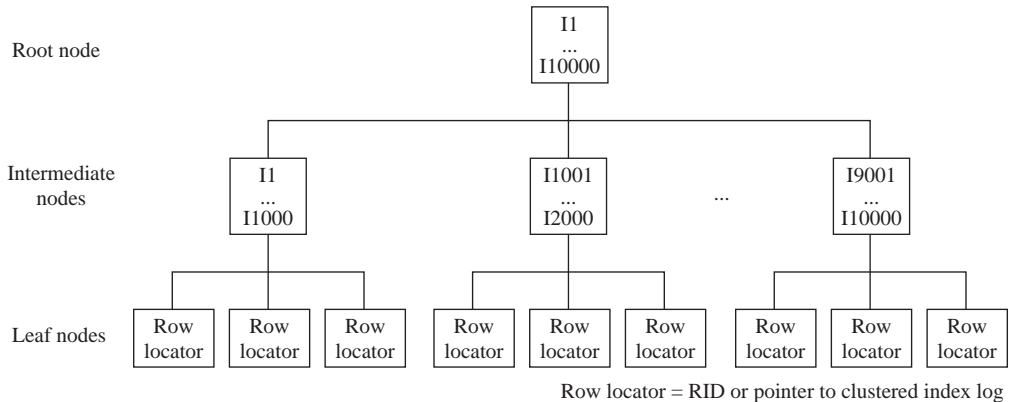 I1
...
I10000
Root node
Intermediate
nodes
I1
...
I1000
I1001
...
I2000
...
I9001
...
I10000
Leaf nodes
Row
locator
Row
locator
Row
locator
Row
locator
Row
locator
Row
locator
Row
locator
Row
locator
Row
locator
Row locator = RID or pointer to clustered index log